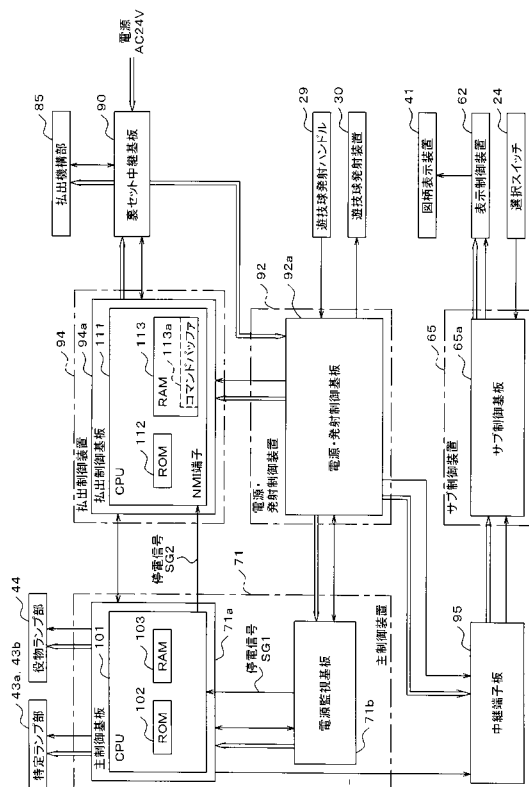 43a, 43b
特定ランプ部
44
役物ランプ部
101
主制御基板
CPU
102
ROM
103
RAM
71a
停電信号
SG1
電源監視基板
71b
主制御装置
71
停電信号
SG2
94
94a
111
払出制御装置
払出制御基板
CPU
112
ROM
113
RAM
113a
コマンドバッファ
NMI端子
85
払出機構部
90
裏セット中継基板
電源
AC24V
92
92a
電源・
発射制御装置
電源・発射制御基板
29
遊技球発射ハンドル
30
遊技球発射装置
95
中継端子板
65
65a
サブ制御装置
サブ制御基板
41
図柄表示装置
62
表示制御装置
24
選択スイッチ